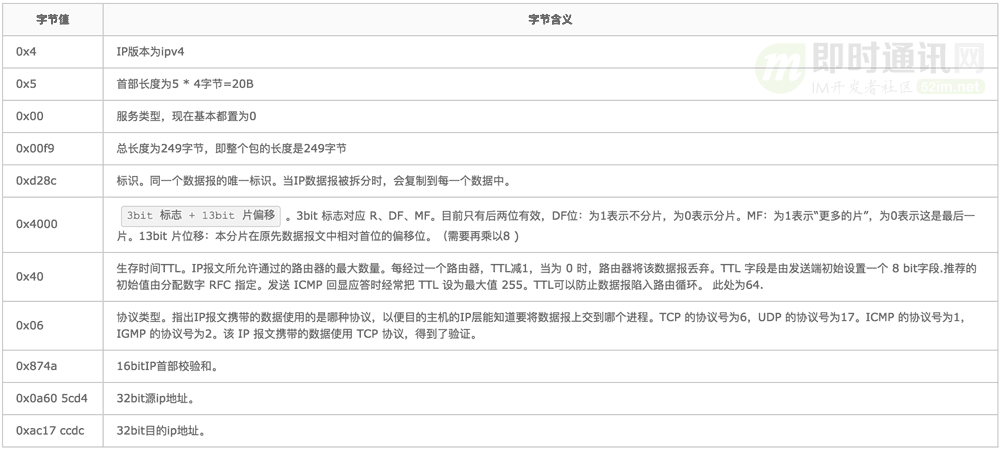 字节值 字节含义
0x4 IP版本为ipv4
0x5 首部长度为5 * 4字节=20B
0x00 服务类型，现在基本都置为0
0x00f9 总长度为249字节，即整个包的长度是249字节
0xd28c 标识。同一个数据报的唯一标识。当IP数据报被拆分时，会复制到每一个数据中。
0x4000 3bit 标志 + 13bit 片偏移 。3bit 标志对应 R、DF、MF。目前只有后两位有效，DF位：为1表示不分片，为0表示分片。MF：为1表示“更多的片”，为0表示这是最后一
片。13bit 片位移：本分片在原先数据报文中相对首位的偏移位。（需要再乘以8 )
0x40 生存时间TTL。IP报文所允许通过的路由器的最大数量。每经过一个路由器，TTL减1，当为 0 时，路由器将该数据报丢弃。TTL 字段是由发送端初始设置一个 8 bit字段.推荐的
初始值由分配数字 RFC 指定。发送 ICMP 回显应答时经常把 TTL 设为最大值 255。TTL可以防止数据报陷入路由循环。 此处为64.
0x06 协议类型。指出IP报文携带的数据使用的是哪种协议，以便目的主机的IP层能知道要将数据报上交到哪个进程。TCP 的协议号为6，UDP 的协议号为17。ICMP 的协议号为1，
IGMP 的协议号为2。该 IP 报文携带的数据使用 TCP 协议，得到了验证。
0x874a 16bitIP首部校验和。
0x0a60 5cd4 32bit源ip地址。
0xac17 ccdc 32bit目的ip地址。
即时通讯网
IM开发者社区 52im.net